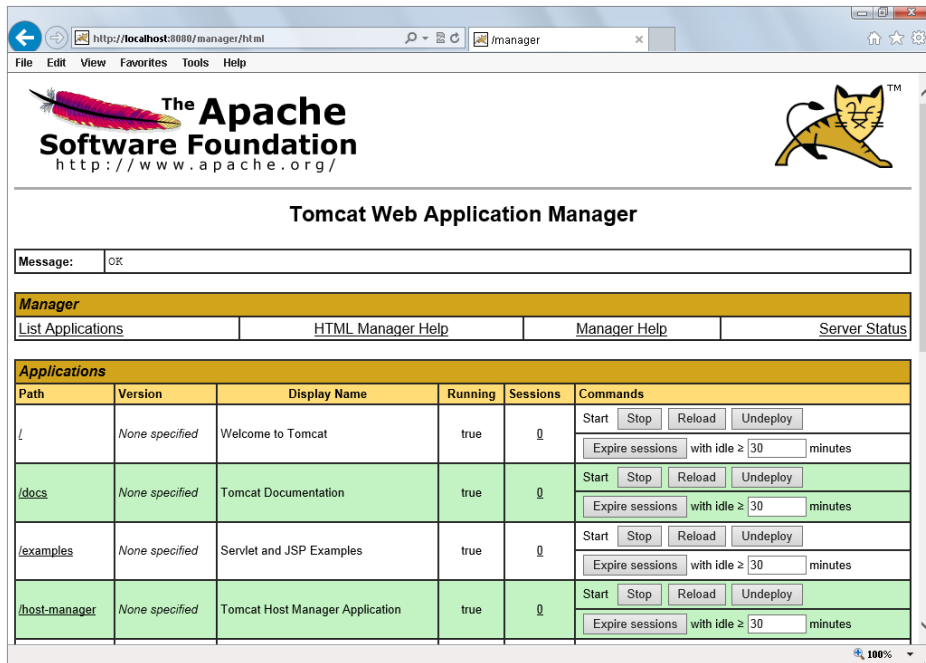 http://localhost:8080/manager/html
/manager
File Edit View Favorites Tools Help
The Apache
Software Foundation
http://www.apache.org/
TM
Tomcat Web Application Manager
Message: OK
Manager
List Applications HTML Manager Help Manager Help Server Status
Applications
Path Version Display Name Running Sessions Commands
/ None specified Welcome to Tomcat true 0 Start Stop Reload Undeploy
Expire sessions with idle ≥ 30 minutes
/docs None specified Tomcat Documentation true 0 Start Stop Reload Undeploy
Expire sessions with idle ≥ 30 minutes
/examples None specified Servlet and JSP Examples true 0 Start Stop Reload Undeploy
Expire sessions with idle ≥ 30 minutes
/host-manager None specified Tomcat Host Manager Application true 0 Start Stop Reload Undeploy
Expire sessions with idle ≥ 30 minutes
100%